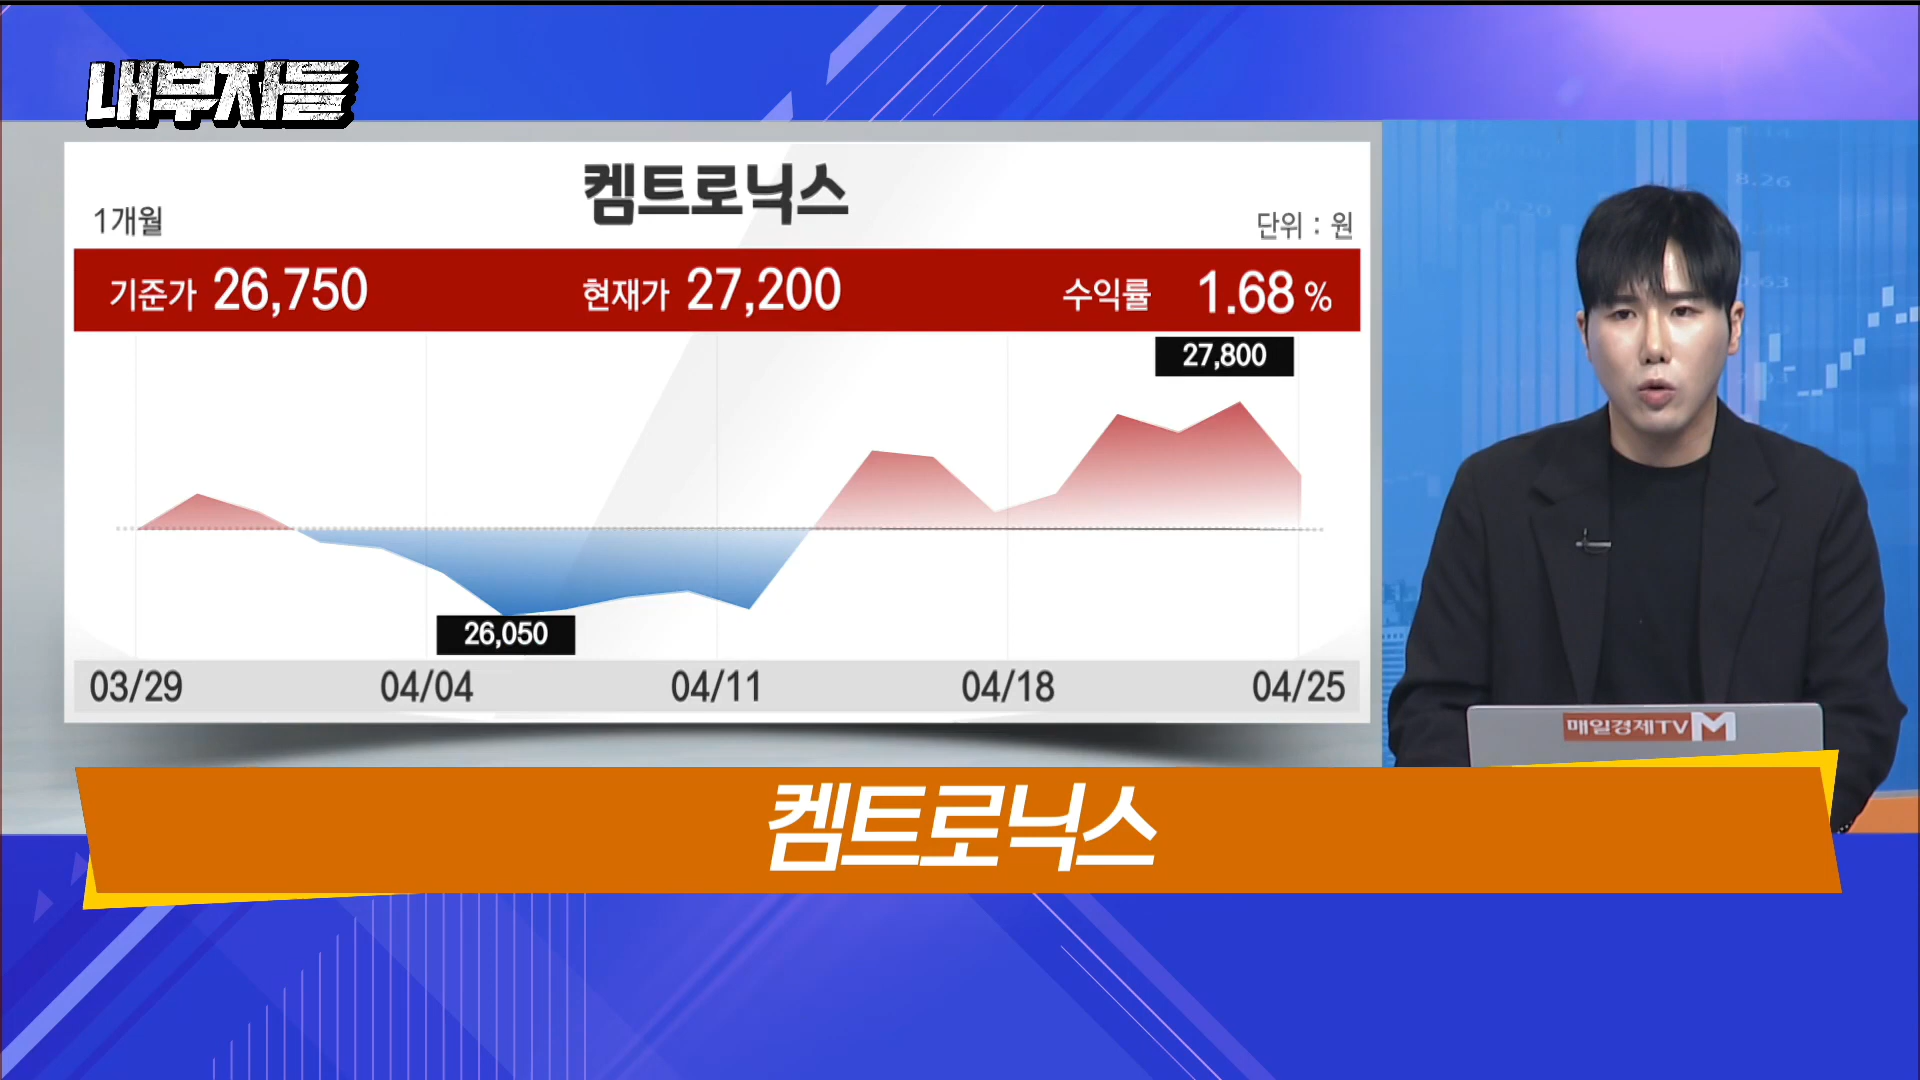 내부자들
켐트로닉스
1개월
단위 : 원
기준가 26,750 현재가 27,200 수익률 1.68 %
27,800
26,050
03/29 04/04 04/11 04/18 04/25
8.26
매일경제TV M
켐트로닉스